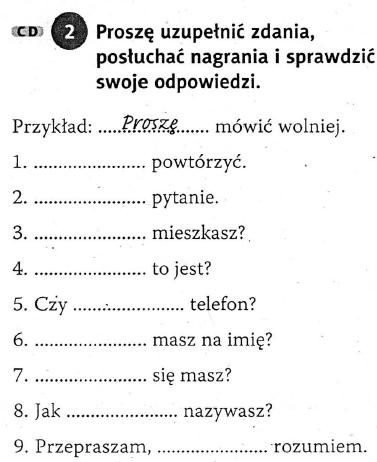 CD 2 Proszę uzupełnić zdania,
posłuchać nagrania i sprawdzić
swoje odpowiedzi.
Przykład: .....Proszę....... mówić wolniej.
1. ....................... powtórzyć.
2. ....................... pytanie.
3. ....................... mieszkasz?
4. ....................... to jest?
5. Czy ....................... telefon?
6. ....................... masz na imię?
7. ....................... się masz?
8. Jak ....................... nazywasz?
9. Przepraszam, ....................... rozumiem.